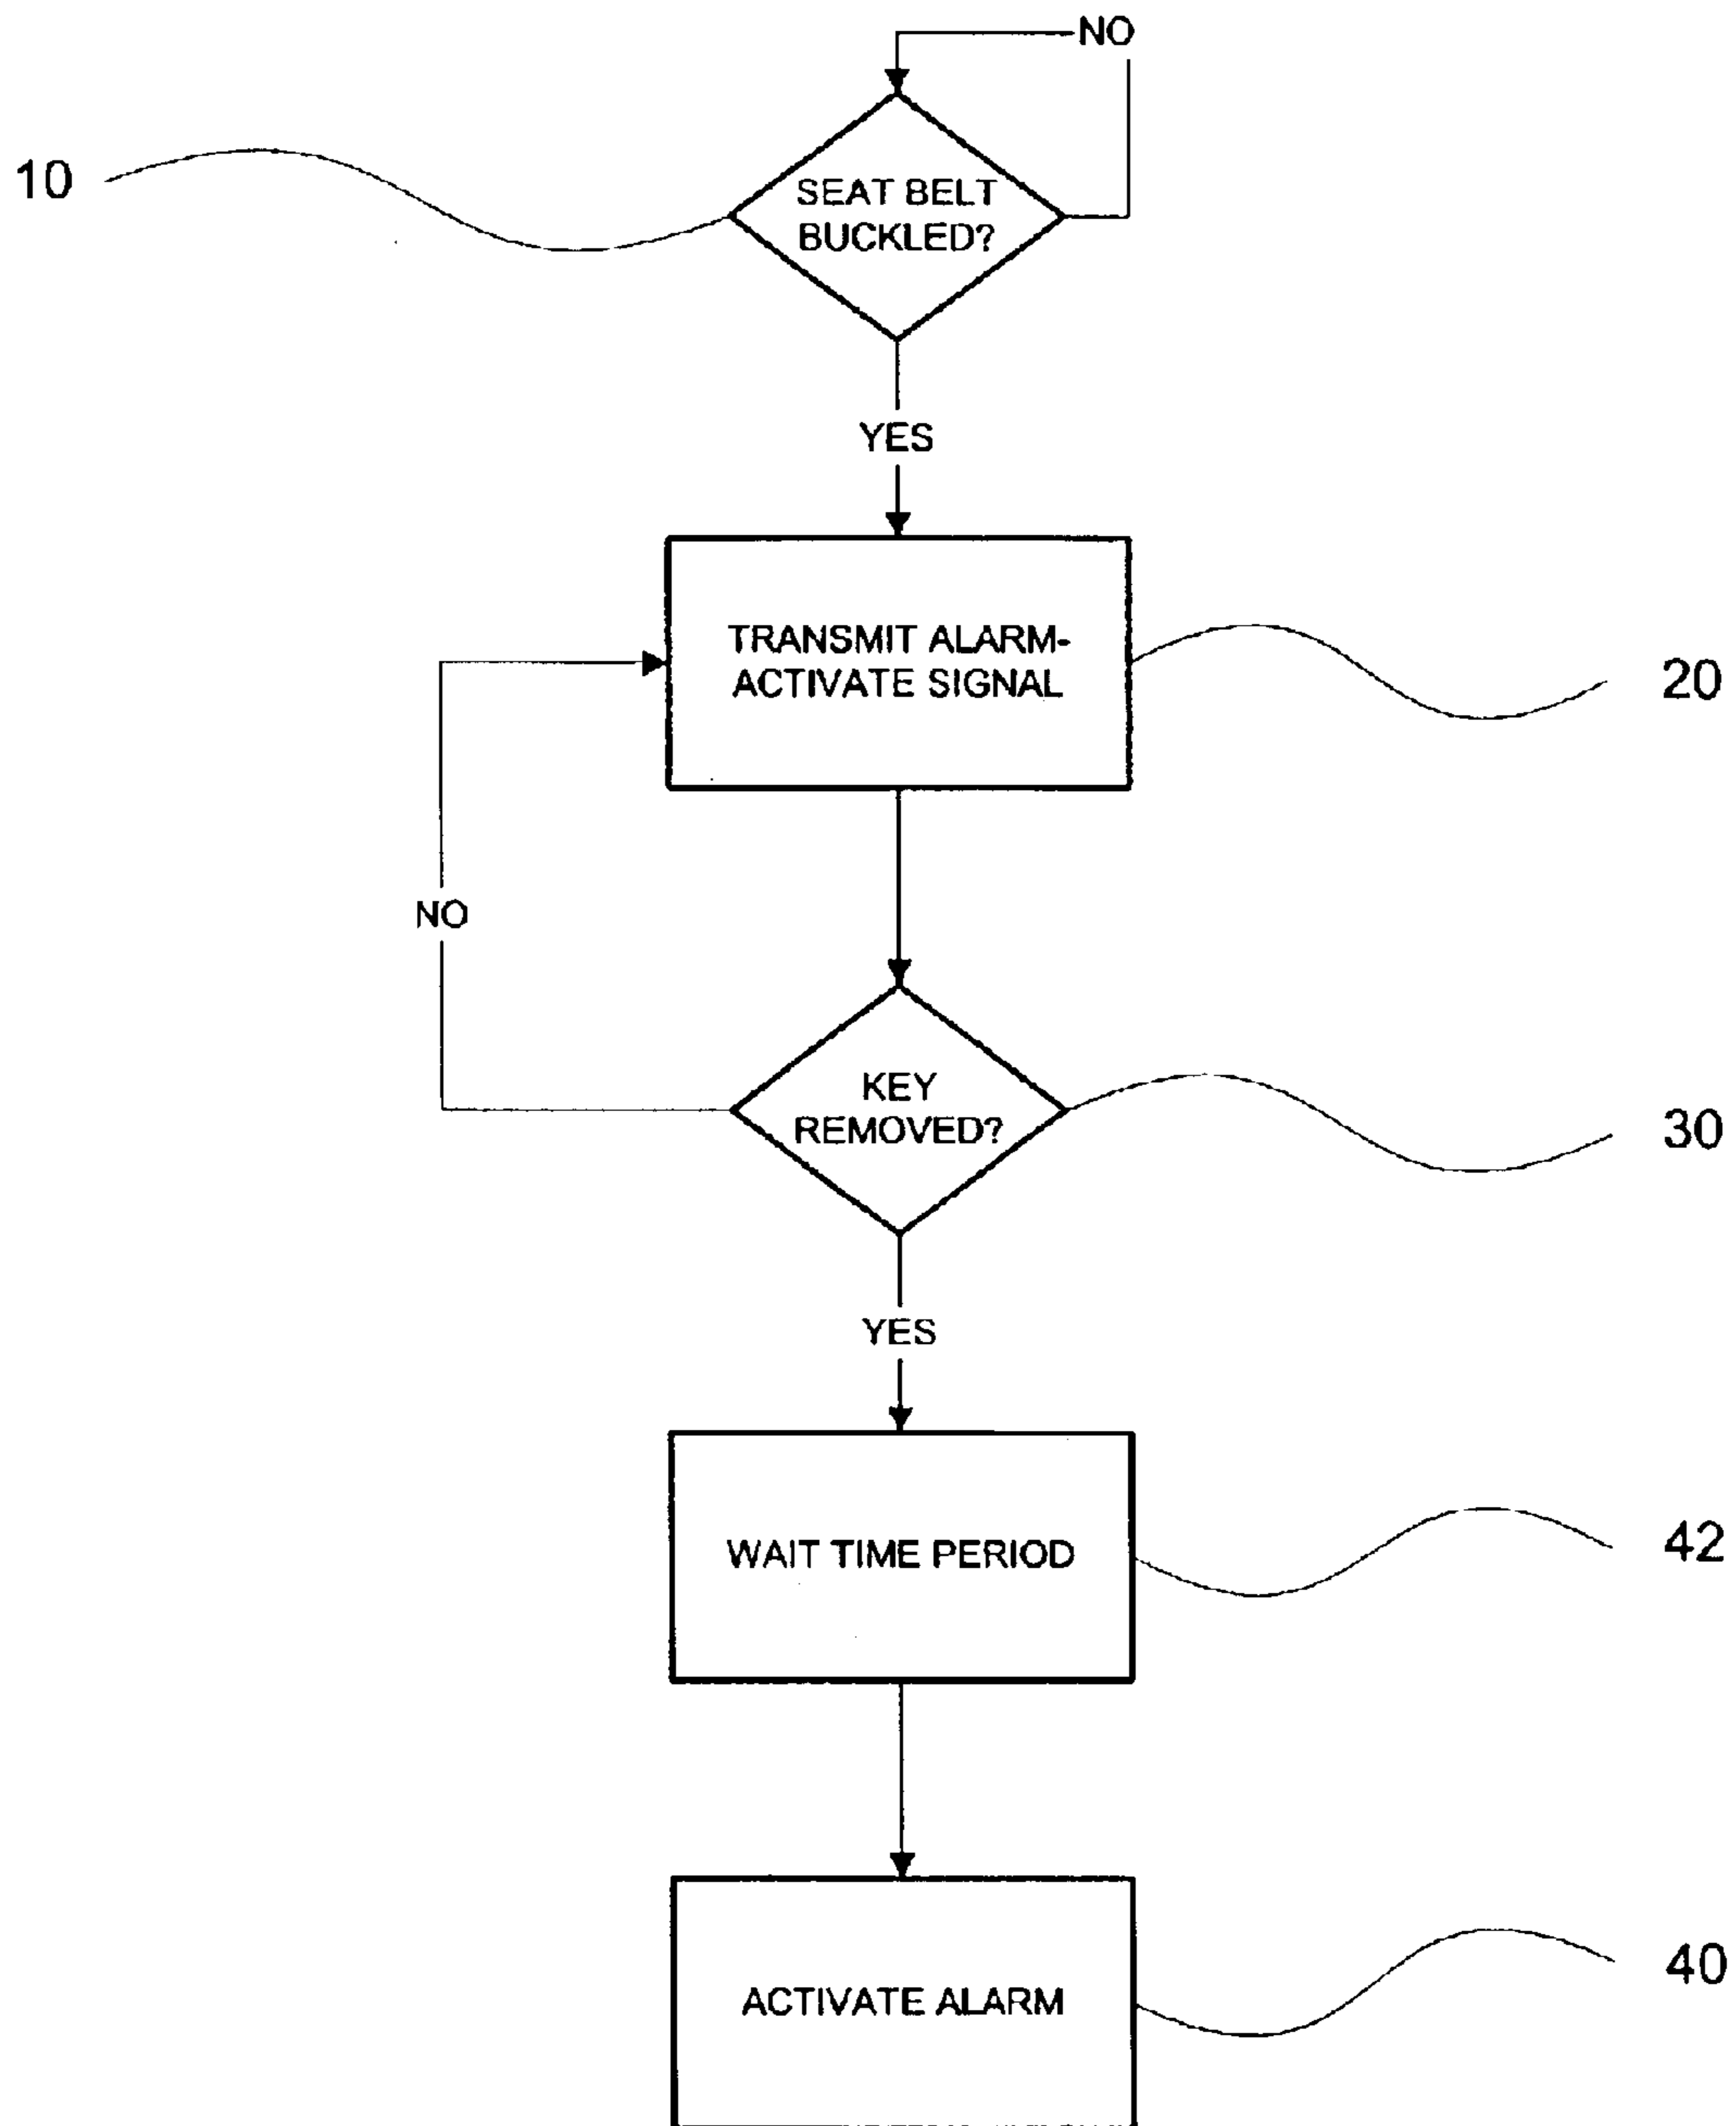 NO
10
SEAT BELT
BUCKLED?
YES
TRANSMIT ALARM-
ACTIVATE SIGNAL
20
NO
KEY
REMOVED?
30
YES
WAIT TIME PERIOD
42
ACTIVATE ALARM
40